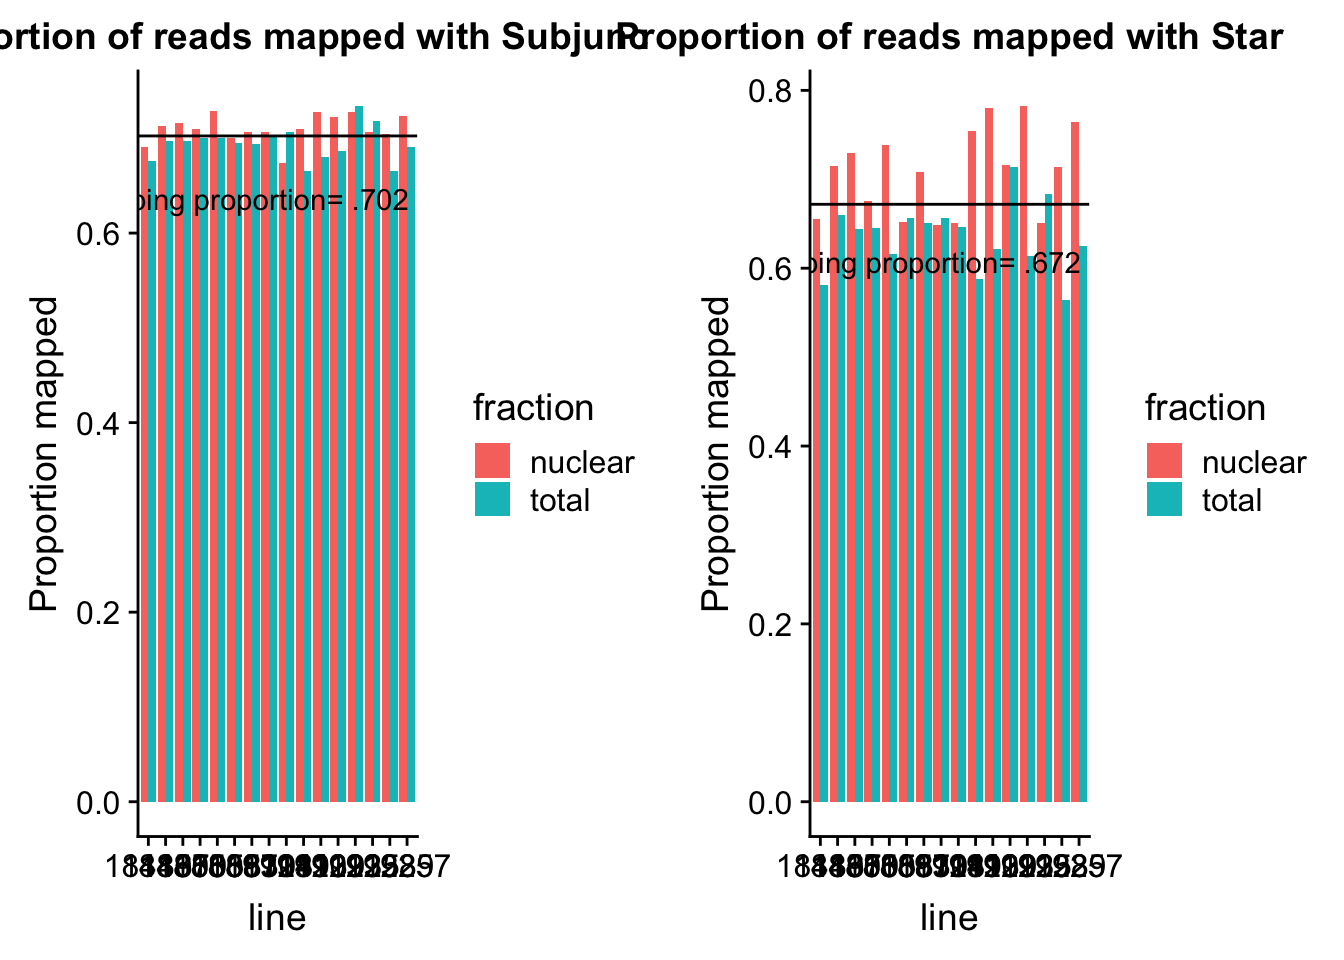 ortion of reads mapped with Subjunc
Proportion of reads mapped with Star
Proportion mapped
0.6
0.4
0.2
0.0
ping proportion= .702
line
fraction
nuclear
total
Proportion mapped
0.8
0.6
0.4
0.2
0.0
ping proportion= .672
line
fraction
nuclear
total